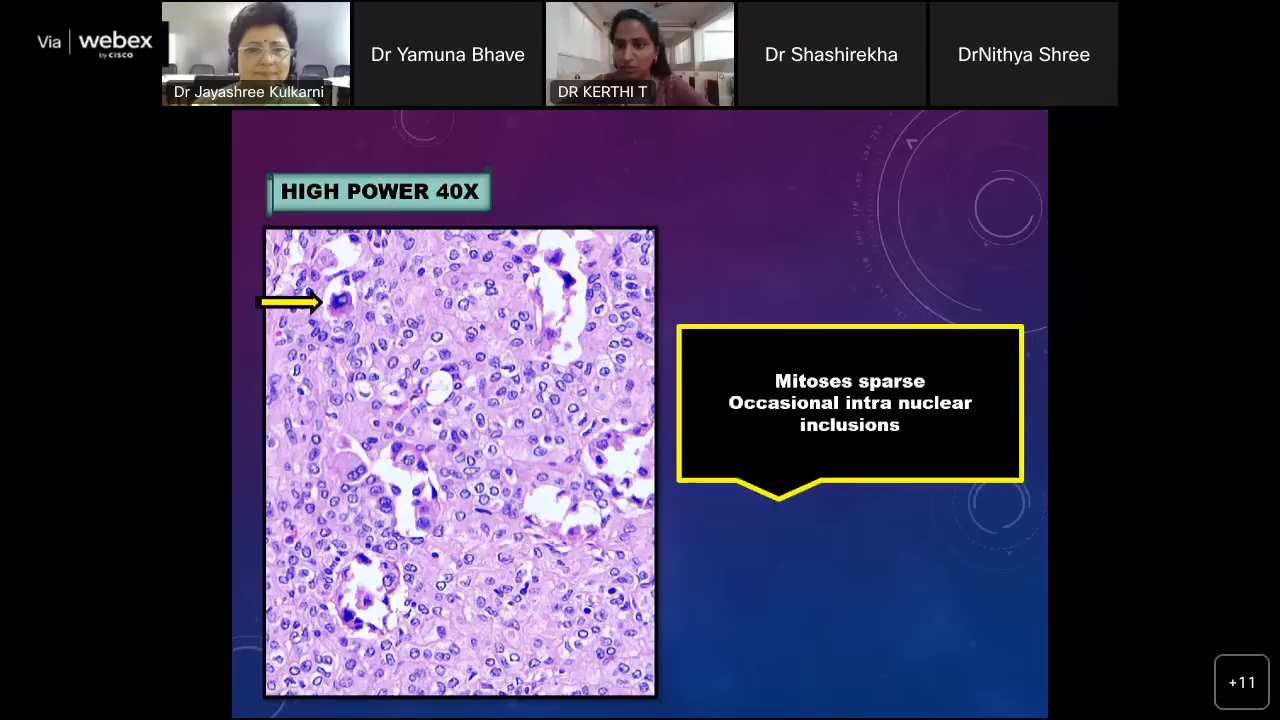 Via webex
by CISCO
Dr Jayashree Kulkarni
Dr Yamuna Bhave
DR KERTHI T
Dr Shashirekha
DrNithya Shree
HIGH POWER 40X
Mitoses sparse
Occasional intra nuclear
inclusions
+11